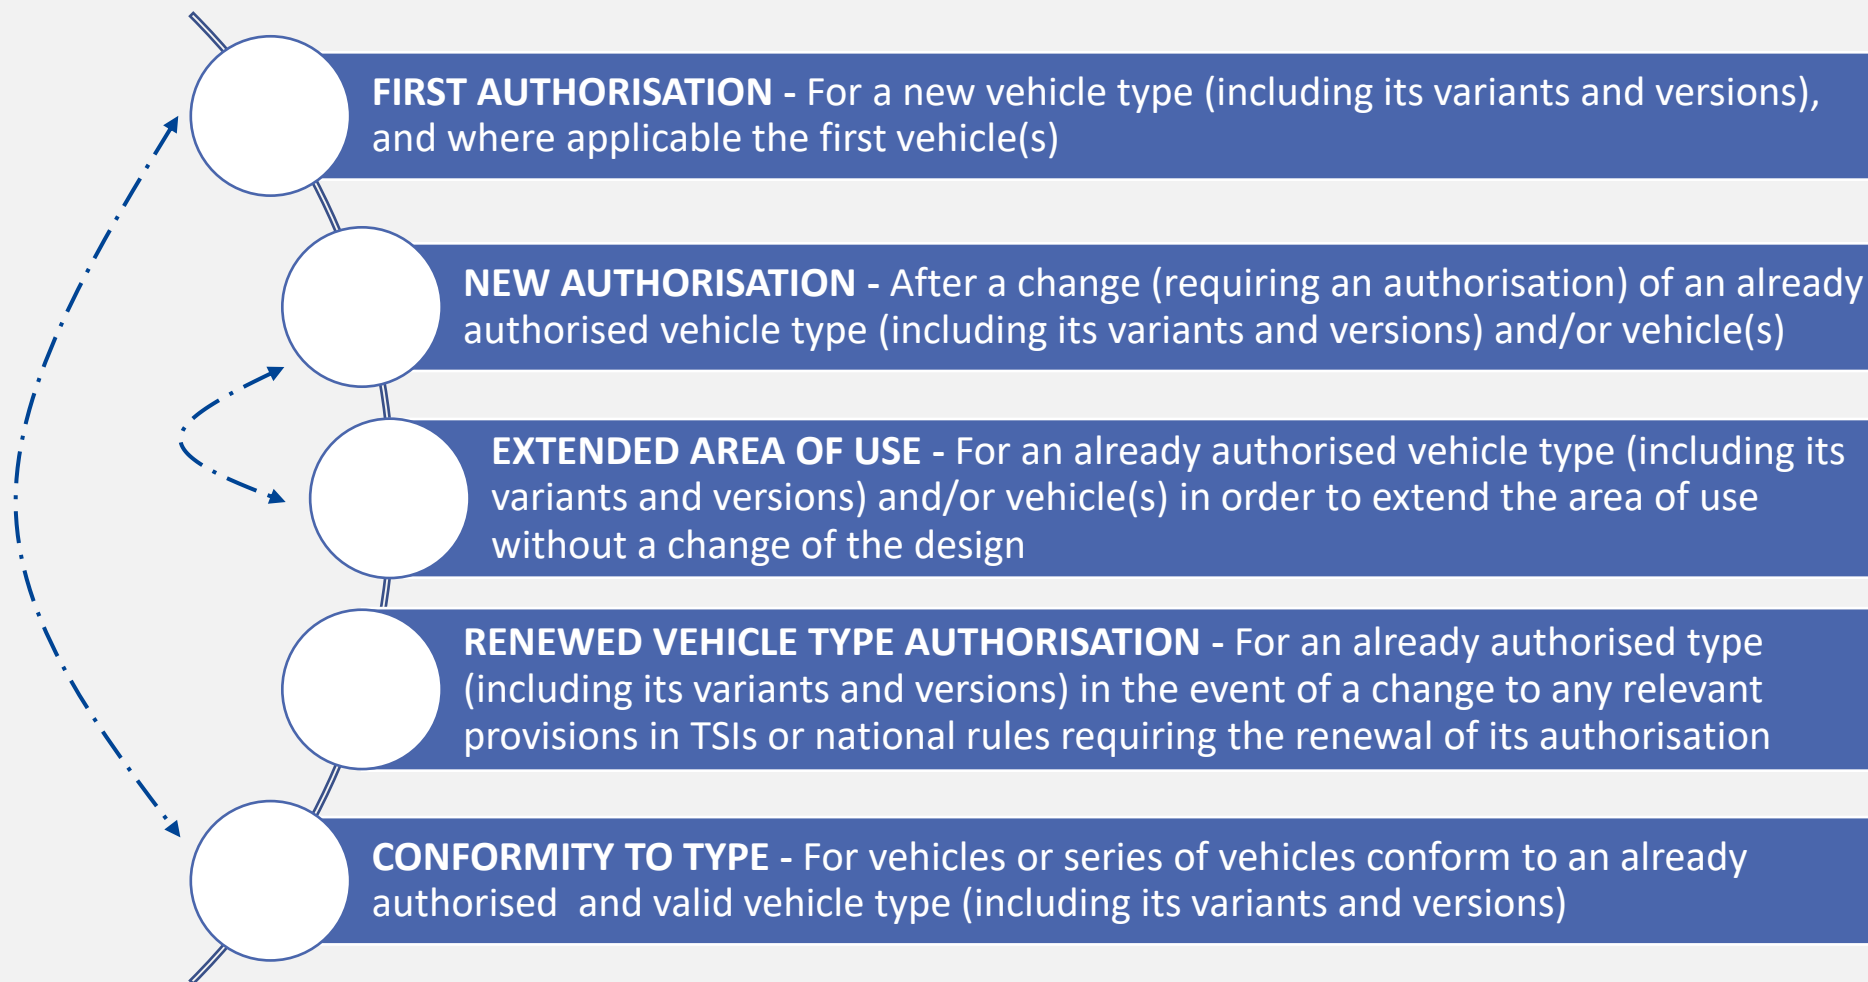 FIRST AUTHORISATION - For a new vehicle type (including its variants and versions),
and where applicable the first vehicle(s)
NEW AUTHORISATION - After a change (requiring an authorisation) of an already
authorised vehicle type (including its variants and versions) and/or vehicle(s)
EXTENDED AREA OF USE - For an already authorised vehicle type (including its
variants and versions) and/or vehicle(s) in order to extend the area of use
without a change of the design
RENEWED VEHICLE TYPE AUTHORISATION - For an already authorised type
(including its variants and versions) in the event of a change to any relevant
provisions in TSIs or national rules requiring the renewal of its authorisation
CONFORMITY TO TYPE - For vehicles or series of vehicles conform to an already
authorised  and valid vehicle type (including its variants and versions)